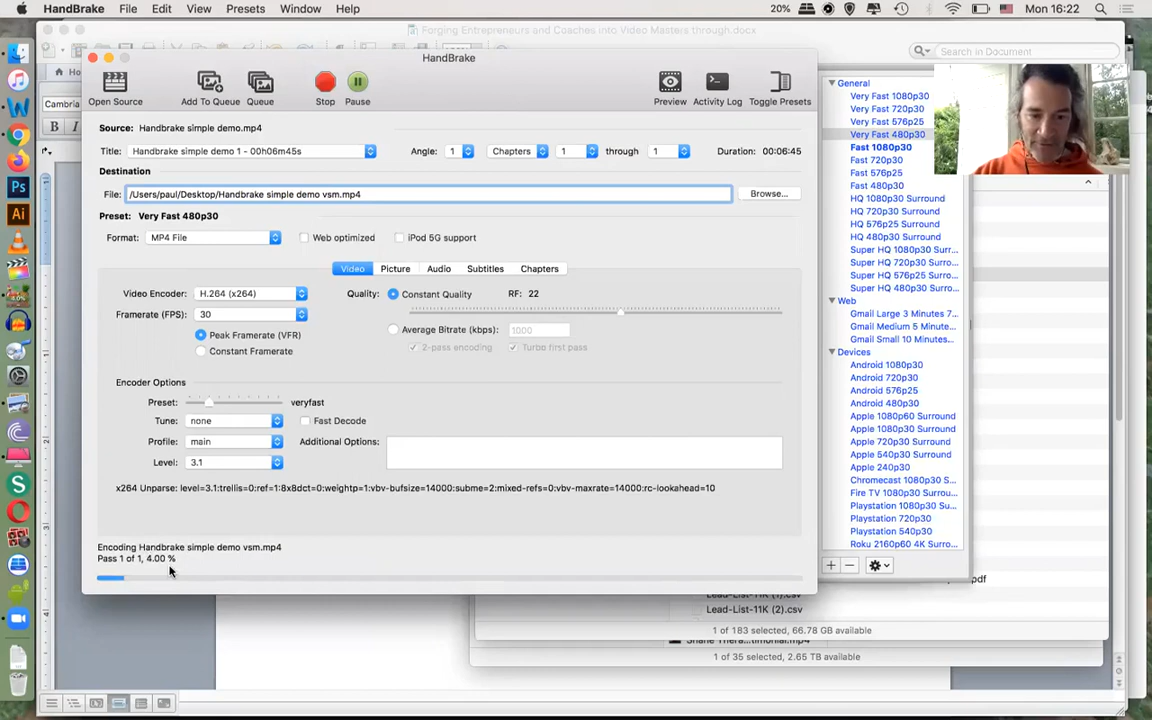 HandBrake File Edit View Presets Window Help 20% Mon 16:22
Forging Entrepreneurs and Coaches into Video Masters through.docx
Search in Document
HandBrake
Open Source Add To Queue Queue Stop Pause Preview Activity Log Toggle Presets
Source: Handbrake simple demo.mp4
Title: Handbrake simple demo 1 - 00h06m45s Angle: 1 Chapters 1 through 1 Duration: 00:06:45
Destination
File: /Users/paul/Desktop/Handbrake simple demo vsm.mp4 Browse...
Preset: Very Fast 480p30
Format: MP4 File Web optimized iPod 5G support
Video Picture Audio Subtitles Chapters
Video Encoder: H.264 (x264) Quality: Constant Quality RF: 22
Framerate (FPS): 30
Peak Framerate (VFR) Average Bitrate (kbps): 1000
Constant Framerate 2-pass encoding Turbo first pass
Encoder Options
Preset: veryfast
Tune: none Fast Decode
Profile: main Additional Options:
Level: 3.1
x264 Unparse: level=3.1:trellis=0:ref=1:8x8dct=0:weightp=1:vbv-bufsize=14000:subme=2:mixed-refs=0:vbv-maxrate=14000:rc-lookahead=10
Encoding Handbrake simple demo vsm.mp4
Pass 1 of 1, 4.00 %
General
Very Fast 1080p30
Very Fast 720p30
Very Fast 576p25
Very Fast 480p30
Fast 1080p30
Fast 720p30
Fast 576p25
Fast 480p30
HQ 1080p30 Surround
HQ 720p30 Surround
HQ 576p25 Surround
HQ 480p30 Surround
Super HQ 1080p30 Su...
Super HQ 720p30 Surr...
Super HQ 576p25 Surr...
Super HQ 480p30 Surr...
Web
Gmail Large 3 Minutes 7...
Gmail Medium 5 Minute...
Gmail Small 10 Minutes...
Devices
Android 1080p30
Android 720p30
Android 576p25
Android 480p30
Apple 1080p60 Surround
Apple 1080p30 Surround
Apple 720p30 Surround
Apple 540p30 Surround
Apple 240p30
Chromecast 1080p30 S...
Fire TV 1080p30 Surrou...
Playstation 1080p30 Su...
Playstation 720p30
Playstation 540p30
Roku 2160p60 4K Surro...
Ho
Cambria
B I
pdf
Lead-List-11K (1).csv
Lead-List-11K (2).csv
1 of 183 selected, 66.78 GB available
1 of 35 selected, 2.65 TB available